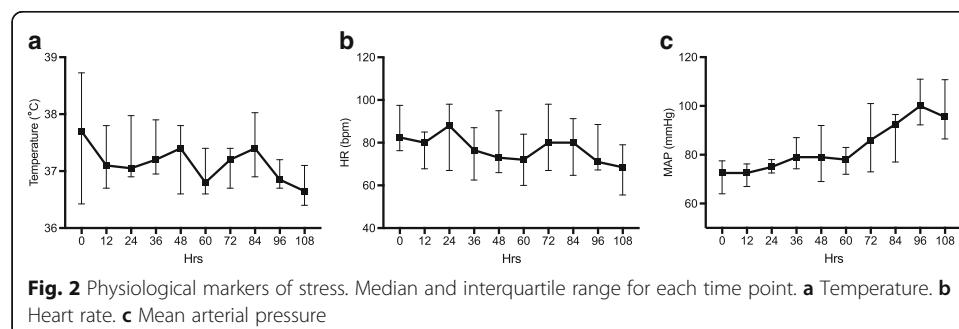 a
b
c
39
38
37
36
Temperature (°C)
0 12 24 36 48 60 72 84 96 108
Hrs
120
100
80
60
40
HR (bpm)
0 12 24 36 48 60 72 84 96 108
Hrs
120
100
80
60
MAP (mmHg)
0 12 24 36 48 60 72 84 96 108
Hrs
Fig. 2 Physiological markers of stress. Median and interquartile range for each time point. a Temperature. b
Heart rate. c Mean arterial pressure